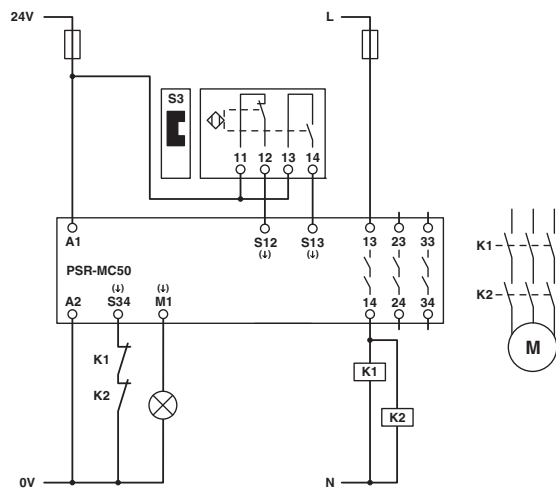 24V
L
S3
11 12 13 14
A1
S12
(↓)
S13
(↓)
13 23 33
PSR-MC50
A2
(↓)
S34
(↓)
M1
14 24 34
K1
K2
K1
K2
0V
N
K1
K2
M